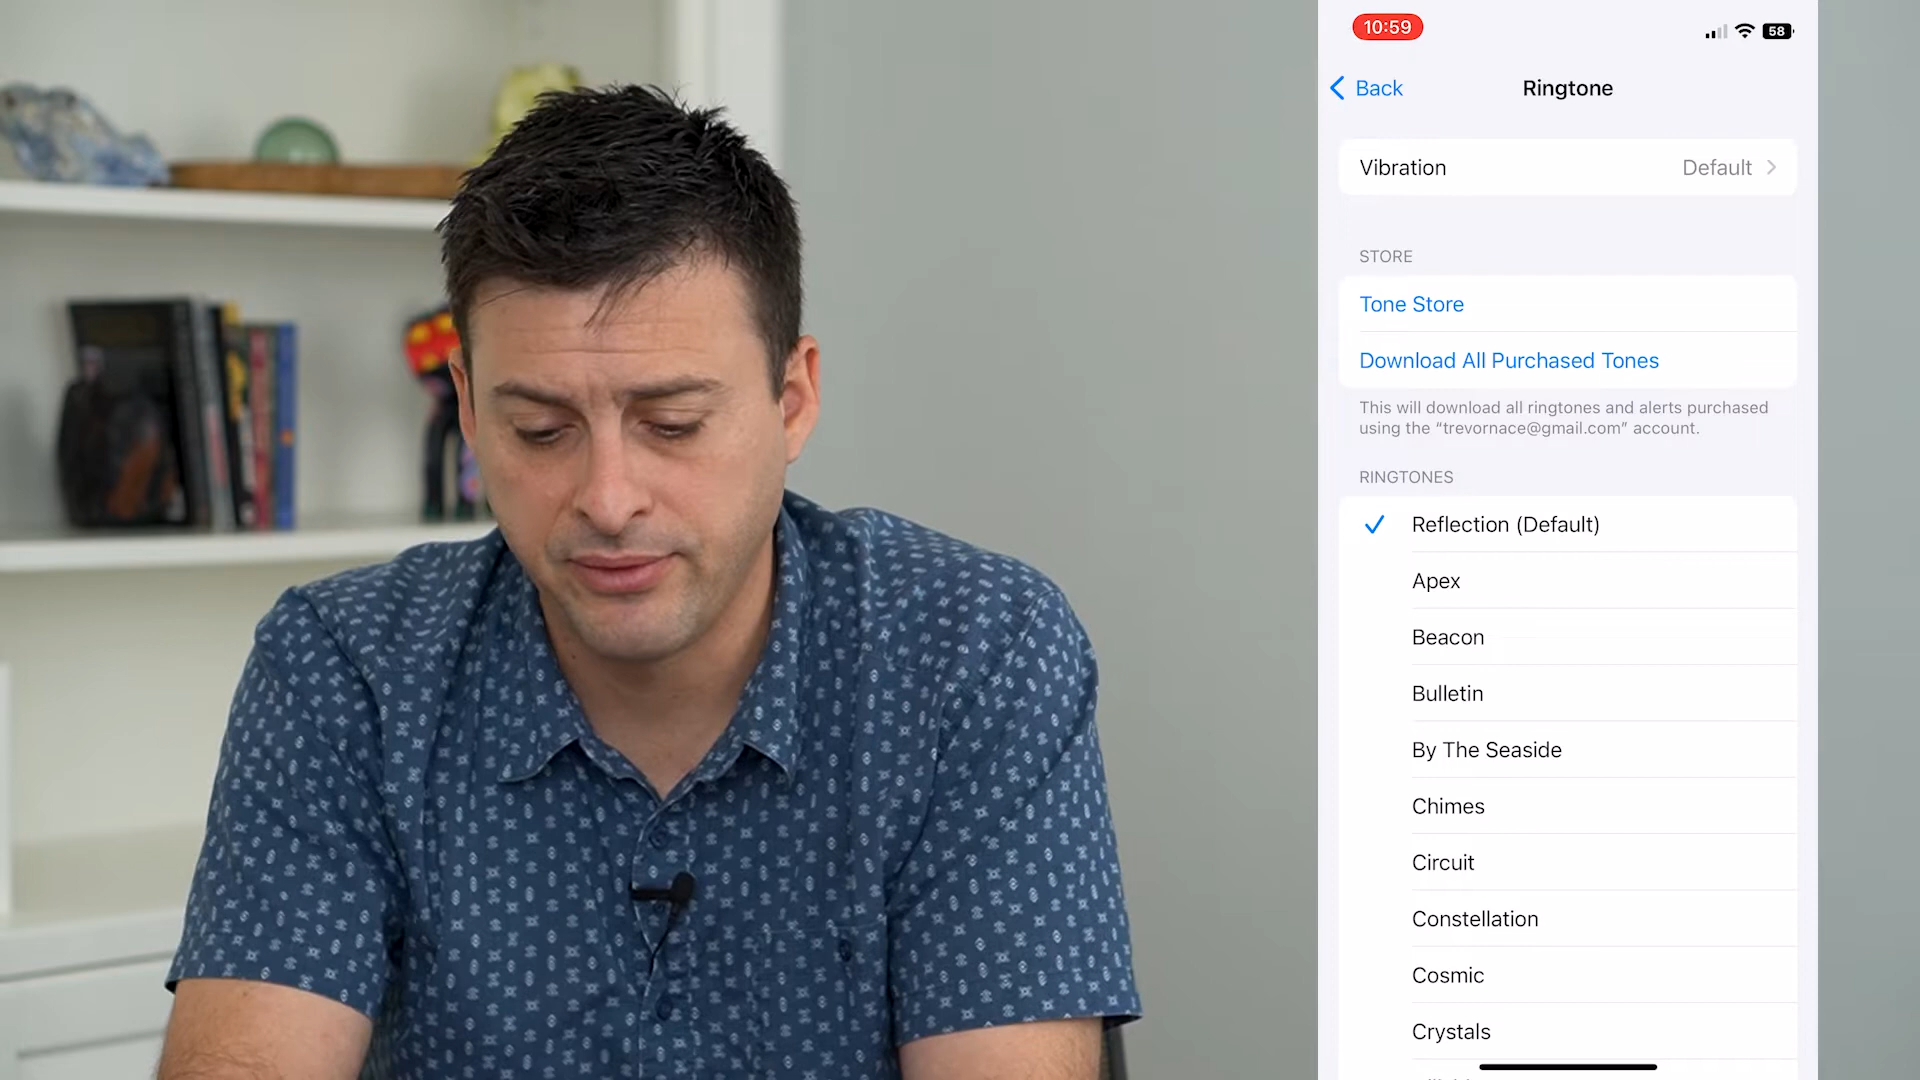 10:59
58
Back
Ringtone
Vibration
Default
STORE
Tone Store
Download All Purchased Tones
This will download all ringtones and alerts purchased
using the “trevornace@gmail.com” account.
RINGTONES
Reflection (Default)
Apex
Beacon
Bulletin
By The Seaside
Chimes
Circuit
Constellation
Cosmic
Crystals